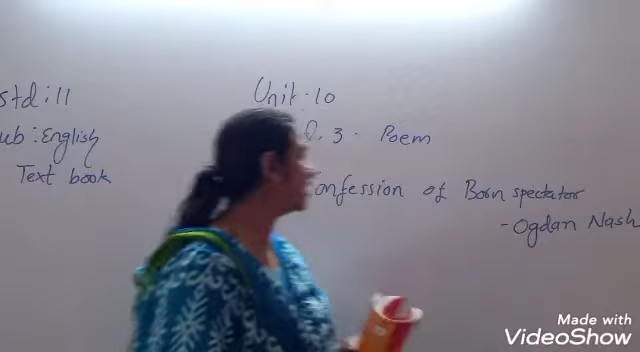 std : 11
ub : English
Text book
Unit : 10
3 . Poem
onfession of Born spectator
- Ogdan Nash
Made with
VideoShow